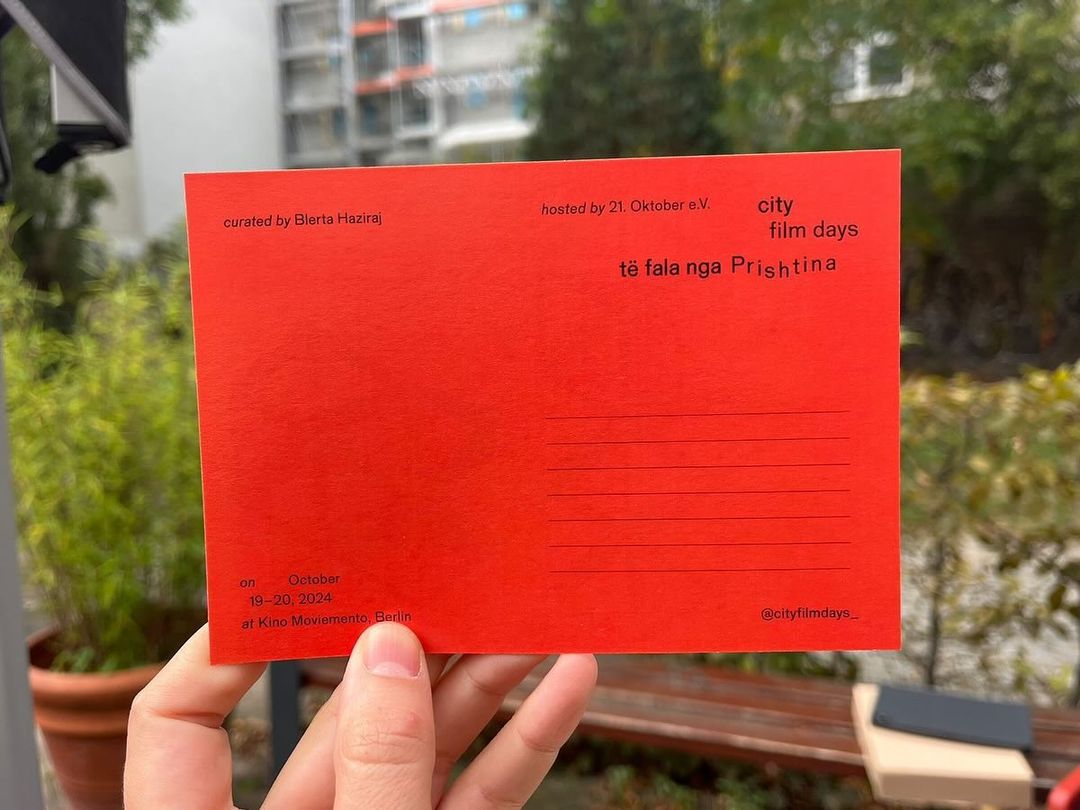 curated by Blerta Haziraj
hosted by 21. Oktober e.V.
city
film days
të fala nga Prishtina
on October
19–20, 2024
at Kino Moviemento, Berlin
@cityfilmdays_